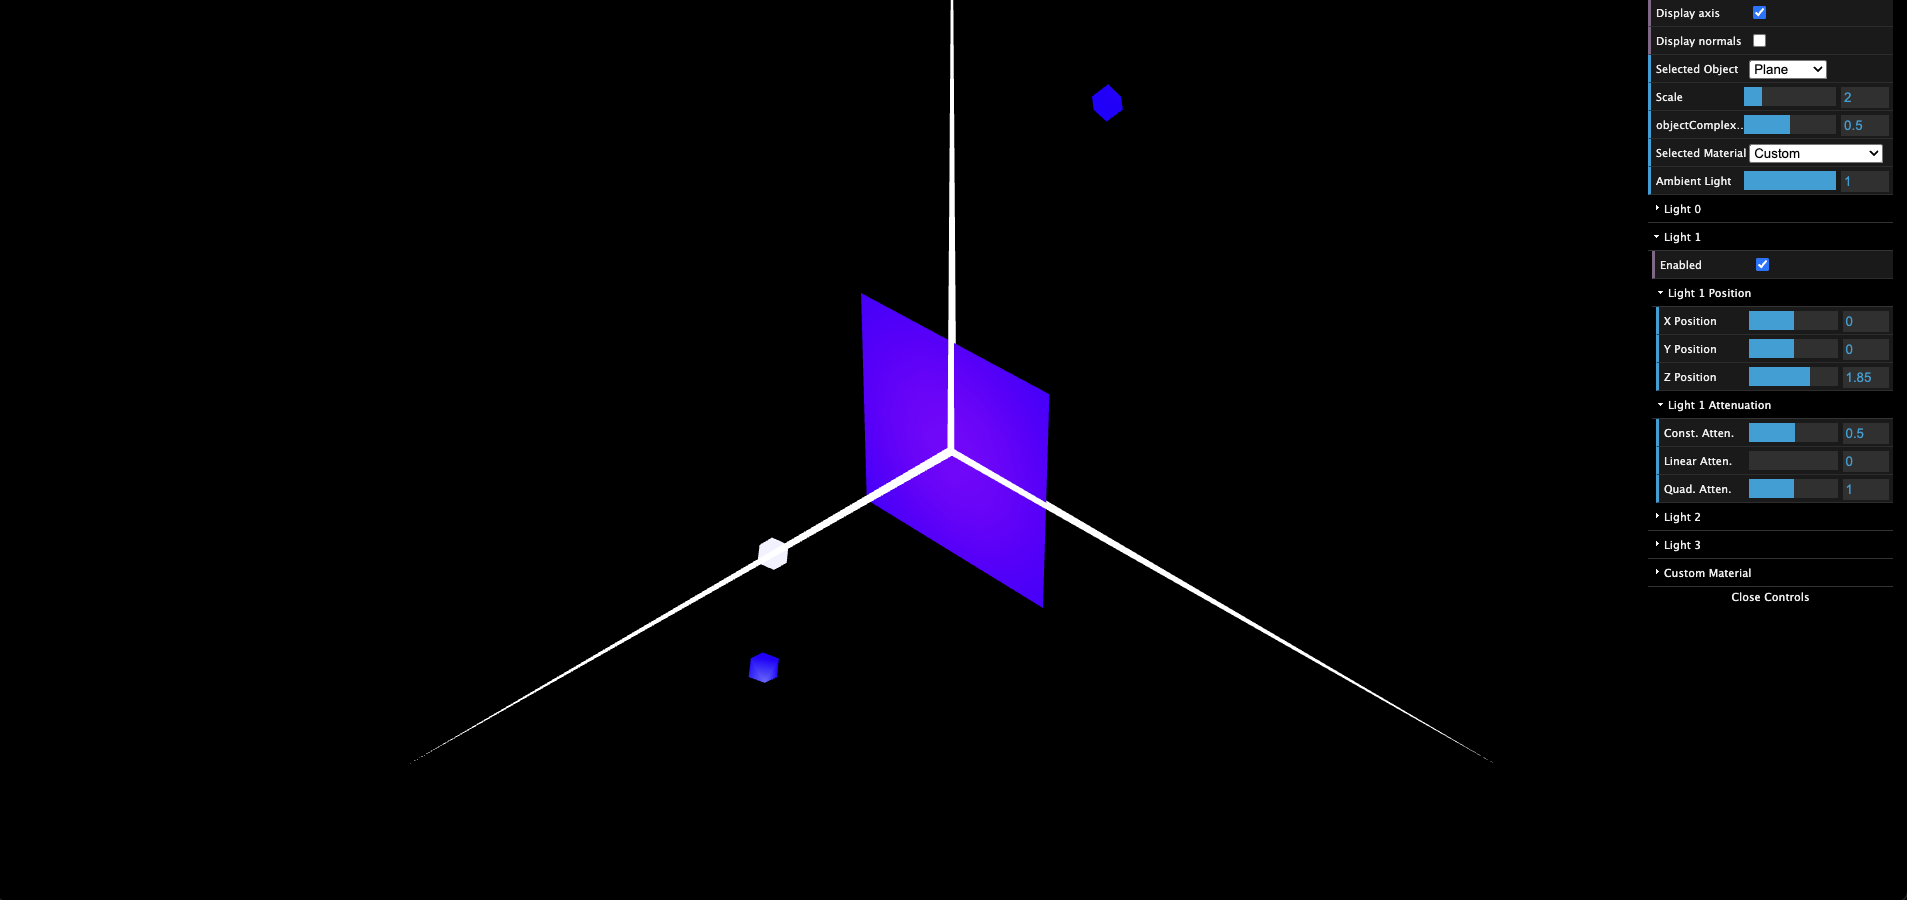 Display axis
Display normals
Selected Object Plane
Scale 2
objectComplex.. 0.5
Selected Material Custom
Ambient Light 1
Light 0
Light 1
Enabled
Light 1 Position
X Position 0
Y Position 0
Z Position 1.85
Light 1 Attenuation
Const. Atten. 0.5
Linear Atten. 0
Quad. Atten. 1
Light 2
Light 3
Custom Material
Close Controls